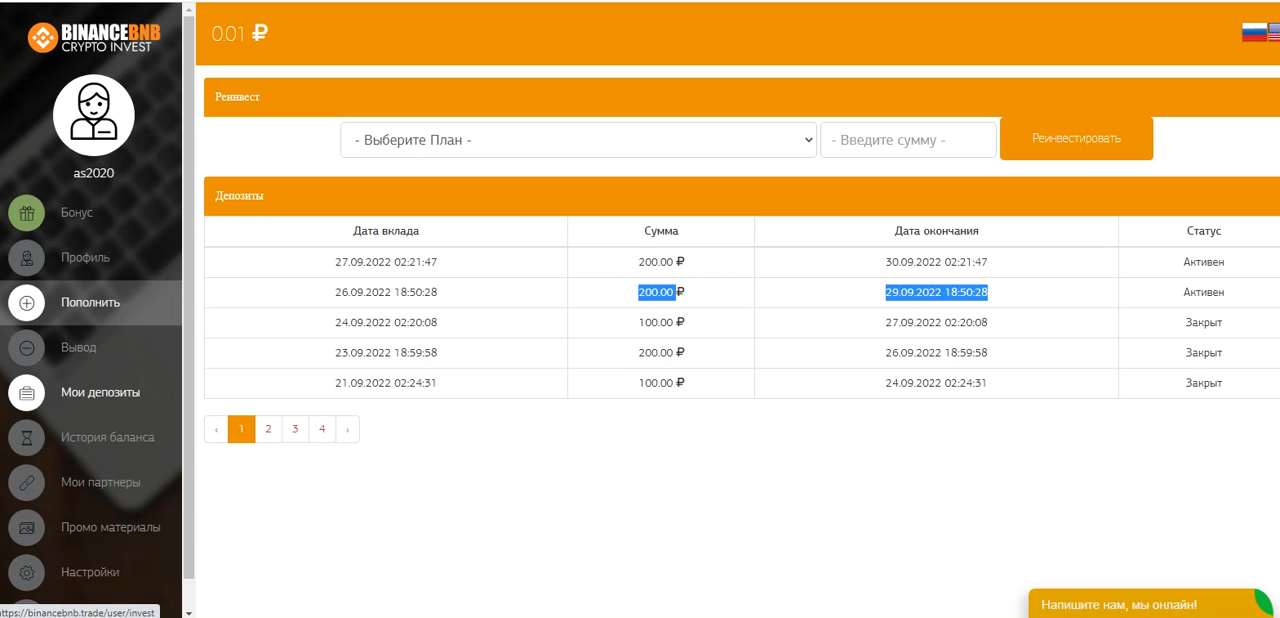 BINANCEBNB
CRYPTO INVEST
0.01 ₽
as2020
Бонус
Профиль
Пополнить
Вывод
Мои депозиты
История баланса
Мои партнеры
Промо материалы
Настройки
https://binancebnb.trade/user/invest
Реинвест
- Выберите План - - Введите сумму - Реинвестировать
Депозиты
Дата вклада Сумма Дата окончания Статус
27.09.2022 02:21:47 200.00 ₽ 30.09.2022 02:21:47 Активен
26.09.2022 18:50:28 200.00 ₽ 29.09.2022 18:50:28 Активен
24.09.2022 02:20:08 100.00 ₽ 27.09.2022 02:20:08 Закрыт
23.09.2022 18:59:58 200.00 ₽ 26.09.2022 18:59:58 Закрыт
21.09.2022 02:24:31 100.00 ₽ 24.09.2022 02:24:31 Закрыт
‹ 1 2 3 4 ›
Напишите нам, мы онлайн!